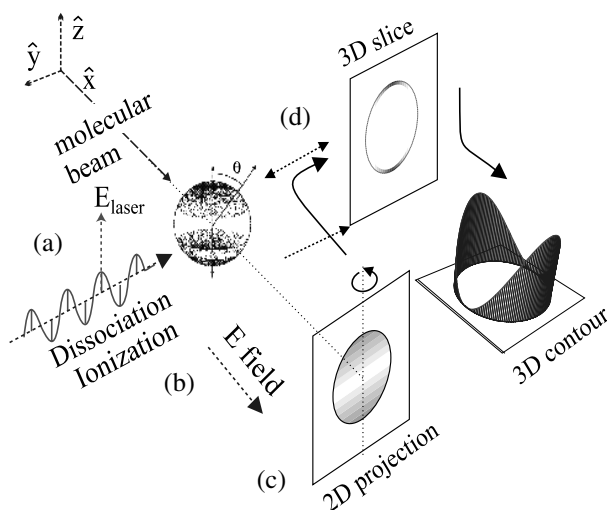 ẑ
ŷ
x̂
molecular
beam
θ
E_laser
(a)
Dissociation
Ionization
(b)
E field
(c)
2D projection
(d)
3D slice
3D contour